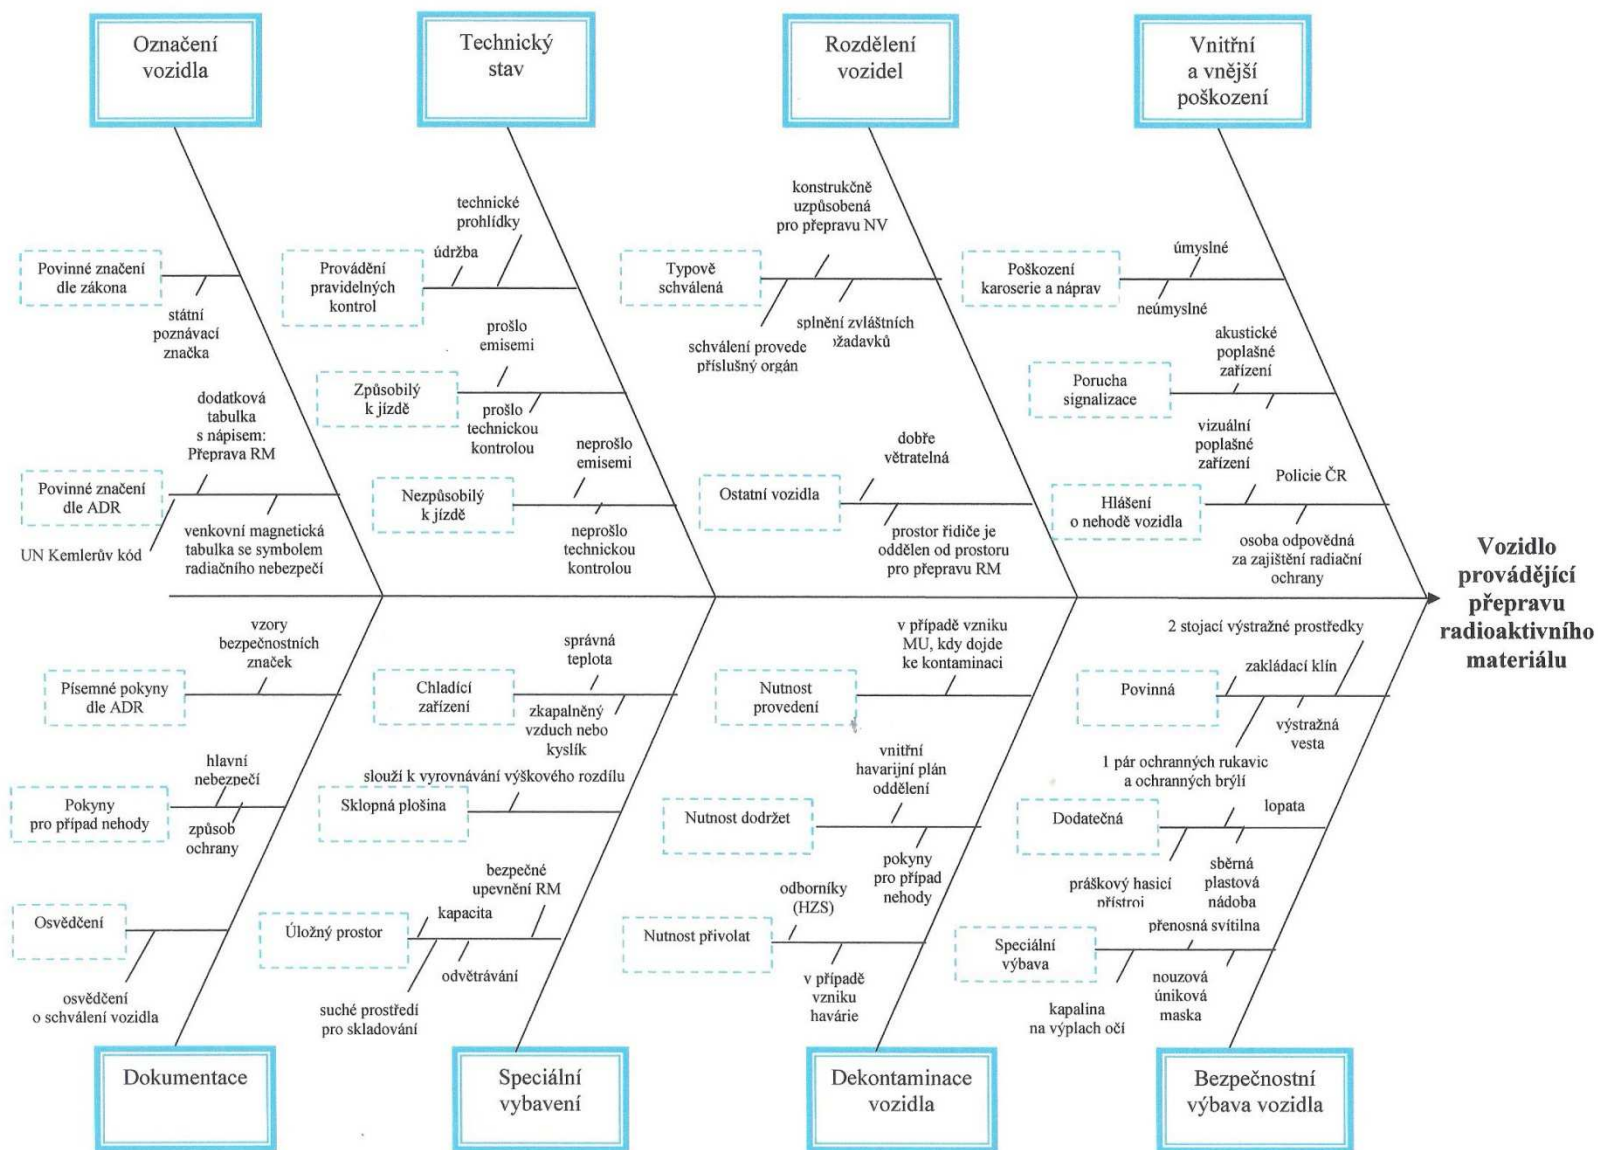 Označení
vozidla
Technický
stav
Rozdělení
vozidel
Vnitřní
a vnější
poškození
Povinné značení
dle zákona
státní
poznávací
značka
dodatková
tabulka
s nápisem:
Přeprava RM
Povinné značení
dle ADR
UN Kemlerův kód
venkovní magnetická
tabulka se symbolem
radiačního nebezpečí
technické
prohlídky
údržba
Provádění
pravidelných
kontrol
prošlo
emisemi
Způsobilý
k jízdě
prošlo
technickou
kontrolou
neprošlo
emisemi
Nezpůsobilý
k jízdě
neprošlo
technickou
kontrolou
konstrukčně
uzpůsobená
pro přepravu NV
Typově
schválená
splnění zvláštních
schválení provede
příslušný orgán
dobře
větratelná
Ostatní vozidla
prostor řidiče je
oddělen od prostoru
pro přepravu RM
úmyslné
Poškození
karoserie a náprav
neúmyslné
akustické
poplašné
zařízení
Porucha
signalizace
vizuální
poplašné
zařízení
Policie ČR
Hlášení
o nehodě vozidla
osoba odpovědná
za zajištění radiační
ochrany
Vozidlo
provádějící
přepravu
radioaktivního
materiálu
vzory
bezpečnostních
značek
Písemné pokyny
dle ADR
hlavní
nebezpečí
Pokyny
pro případ nehody
způsob
ochrany
Osvědčení
osvědčení
o schválení vozidla
správná
teplota
Chladící
zařízení
zkapalněný
vzduch nebo
kyslík
slouží k vyrovnávání výškového rozdílu
Sklopná plošina
bezpečné
upevnění RM
kapacita
Úložný prostor
odvětrávání
suché prostředí
pro skladování
v případě vzniku
MU, kdy dojde
ke kontaminaci
Nutnost
provedení
vnitřní
havarijní plán
oddělení
Nutnost dodržet
pokyny
pro případ
nehody
odborníky
(HZS)
Nutnost přivolat
v případě
vzniku
havárie
2 stojací výstražné prostředky
zakládací klín
Povinná
výstražná
vesta
1 pár ochranných rukavic
a ochranných brýlí
lopata
Dodatečná
práškový hasicí
přístroj
sběrná
plastová
nádoba
přenosná svítilna
Speciální
výbava
kapalina
na výplach očí
nouzová
úniková
maska
Dokumentace
Speciální
vybavení
Dekontaminace
vozidla
Bezpečnostní
výbava vozidla